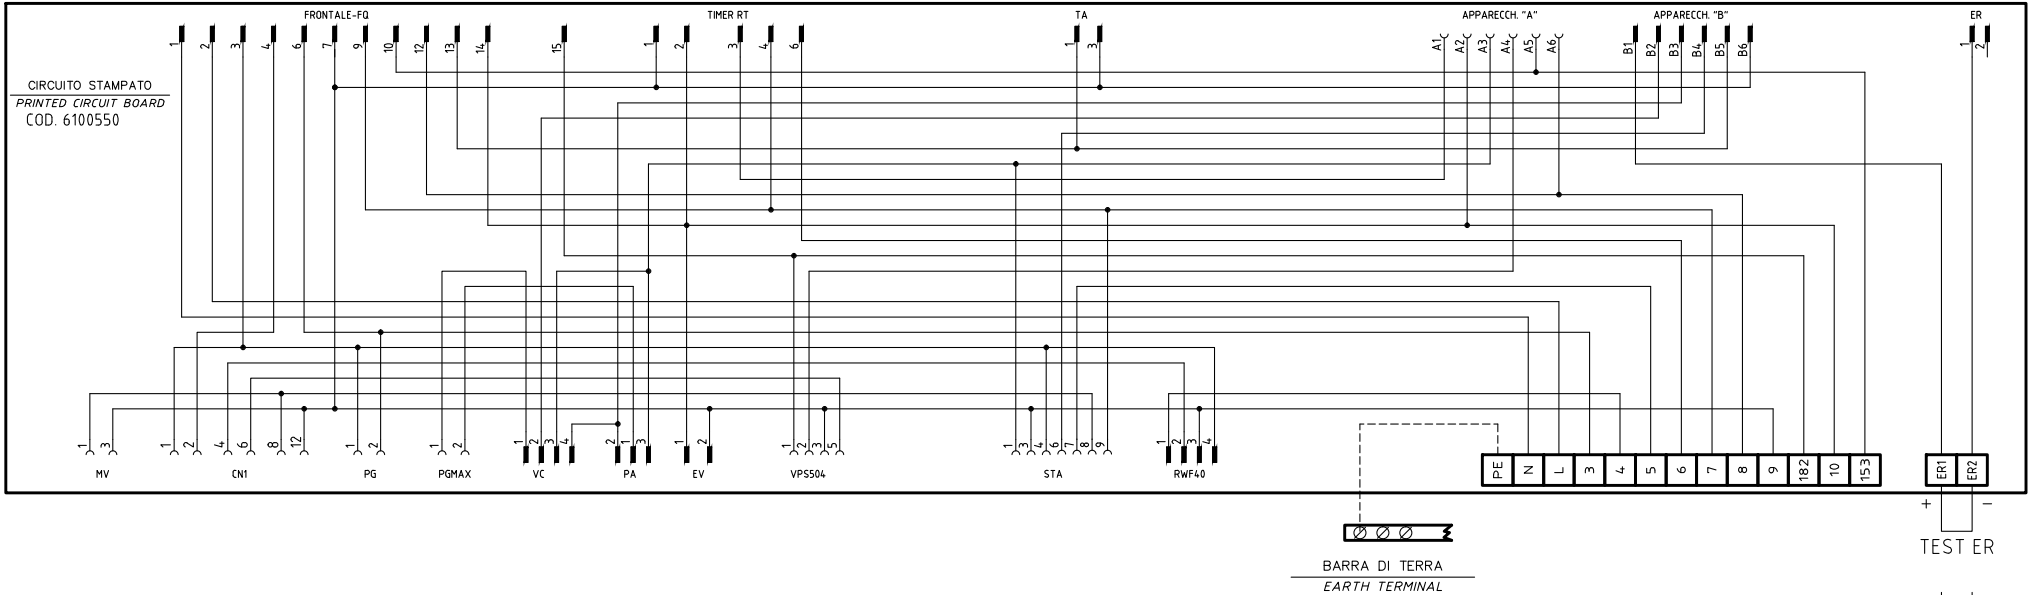 FRONTALE-FQ TIMER RT TA APPARECCH. "A" APPARECCH. "B" ER
1 2 3 4 6 7 9 10 12 13 14 15 1 2 3 4 6 1 3 A1 A2 A3 A4 A5 A6 B1 B2 B3 B4 B5 B6 1 2
CIRCUITO STAMPATO
PRINTED CIRCUIT BOARD
COD. 6100550
1 3 1 2 4 6 8 12 1 2 1 2 1 2 3 4 2 1 3 1 2 1 2 3 5 1 3 4 6 7 8 9 1 2 3 4
MV CN1 PG PGMAX VC PA EV VPS504 STA RWF40
PE N L 3 4 5 6 7 8 9 182 10 153 ER1 ER2
+ −
TEST ER
BARRA DI TERRA
EARTH TERMINAL